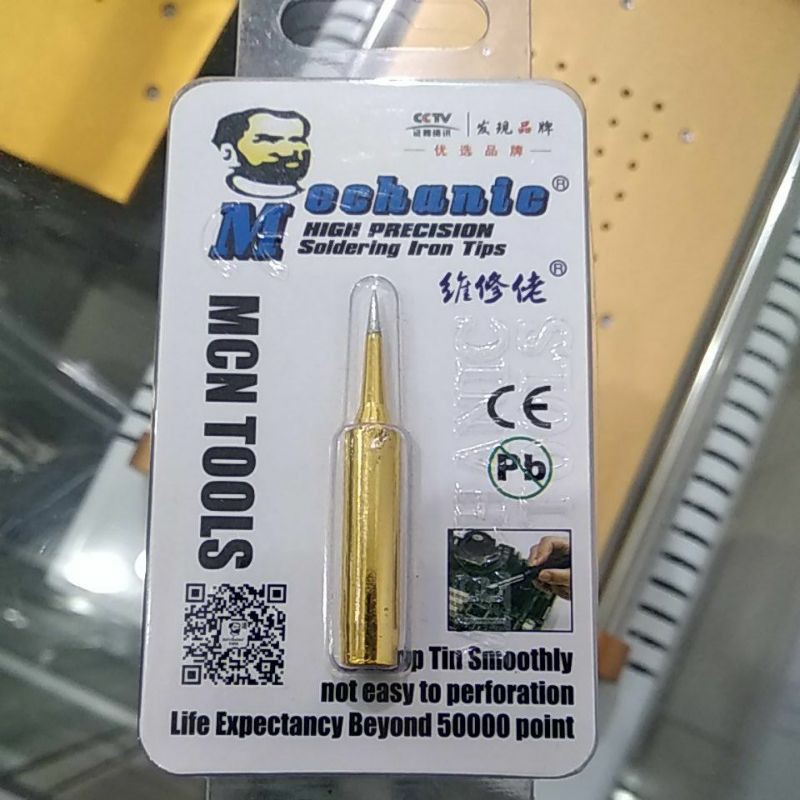 CCTV
发现品牌
优选品牌
Mechanic®
HIGH PRECISION
Soldering Iron Tips
维修佬®
MCN TOOLS
CE
Pb
Tin Smoothly
not easy to perforation
Life Expectancy Beyond 50000 point